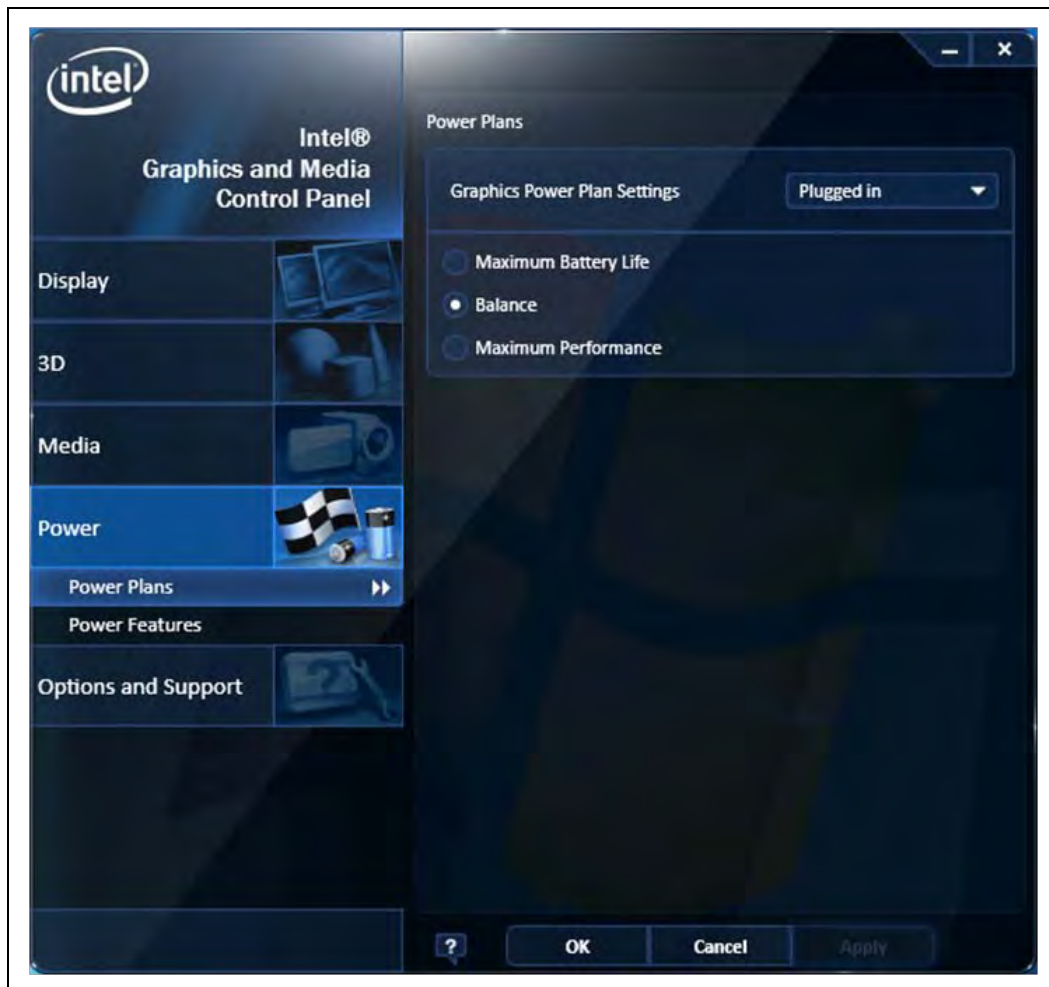 intel
Intel®
Graphics and Media
Control Panel
Display
3D
Media
Power
Power Plans
Power Features
Options and Support
Power Plans
Graphics Power Plan Settings
Plugged in
Maximum Battery Life
Balance
Maximum Performance
?
OK
Cancel
Apply